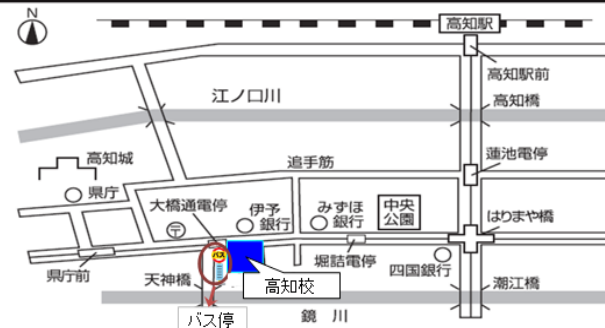 N
高知駅
高知駅前
江ノ口川
高知橋
高知城
追手筋
蓮池電停
県庁
大橋通電停
伊予
銀行
みずほ
銀行
中央
公園
はりまや橋
〒
バス
県庁前
天神橋
高知校
堀詰電停
四国銀行
潮江橋
バス停
鏡川